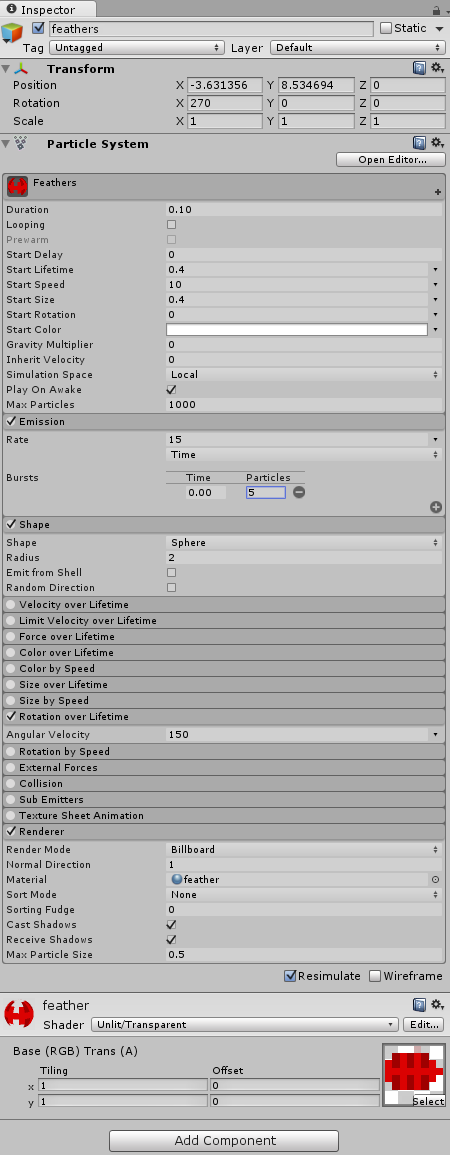 Inspector
feathers Static
Tag Untagged Layer Default
Transform
Position X -3.631356 Y 8.534694 Z 0
Rotation X 270 Y 0 Z 0
Scale X 1 Y 1 Z 1
Particle System
Open Editor...
Feathers
Duration 0.10
Looping
Prewarm
Start Delay 0
Start Lifetime 0.4
Start Speed 10
Start Size 0.4
Start Rotation 0
Start Color
Gravity Multiplier 0
Inherit Velocity 0
Simulation Space Local
Play On Awake
Max Particles 1000
Emission
Rate 15
Time
Bursts Time Particles
0.00 5
Shape
Shape Sphere
Radius 2
Emit from Shell
Random Direction
Velocity over Lifetime
Limit Velocity over Lifetime
Force over Lifetime
Color over Lifetime
Color by Speed
Size over Lifetime
Size by Speed
Rotation over Lifetime
Angular Velocity 150
Rotation by Speed
External Forces
Collision
Sub Emitters
Texture Sheet Animation
Renderer
Render Mode Billboard
Normal Direction 1
Material feather
Sort Mode None
Sorting Fudge 0
Cast Shadows
Receive Shadows
Max Particle Size 0.5
Resimulate Wireframe
feather
Shader Unlit/Transparent Edit...
Base (RGB) Trans (A)
Tiling Offset
x 1 0
y 1 0
Select
Add Component